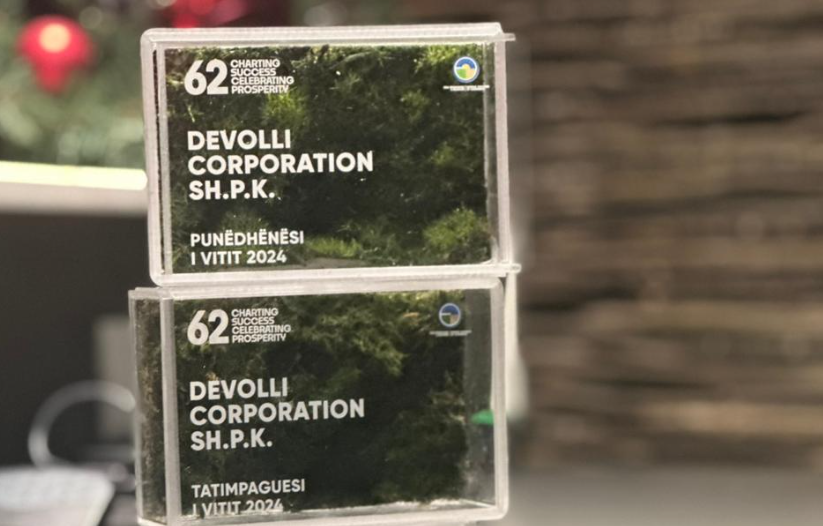 62 CHARTING
SUCCESS
CELEBRATING
PROSPERITY
DEVOLLI
CORPORATION
SH.P.K.
PUNËDHËNËSI
I VITIT 2024
62 CHARTING
SUCCESS
CELEBRATING
PROSPERITY
DEVOLLI
CORPORATION
SH.P.K.
TATIMPAGUESI
I VITIT 2024